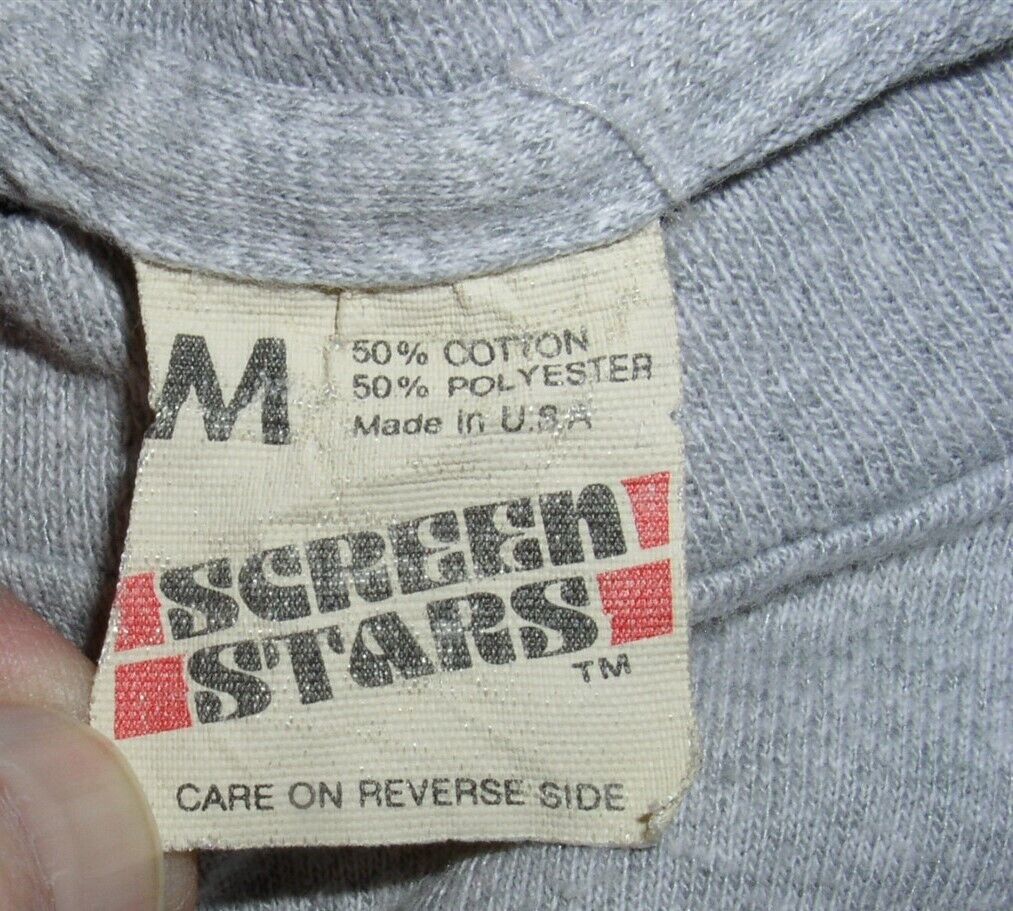 M
50% COTTON
50% POLYESTER
Made in U.S.A
SCREEN
STARS
TM
CARE ON REVERSE SIDE